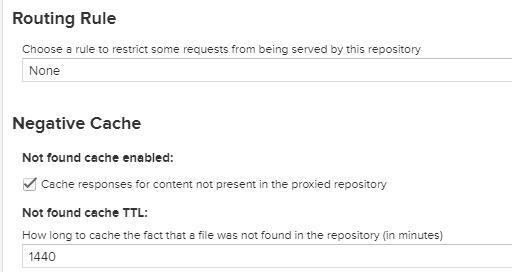 Routing Rule
Choose a rule to restrict some requests from being served by this repository
None
Negative Cache
Not found cache enabled:
Cache responses for content not present in the proxied repository
Not found cache TTL:
How long to cache the fact that a file was not found in the repository (in minutes)
1440